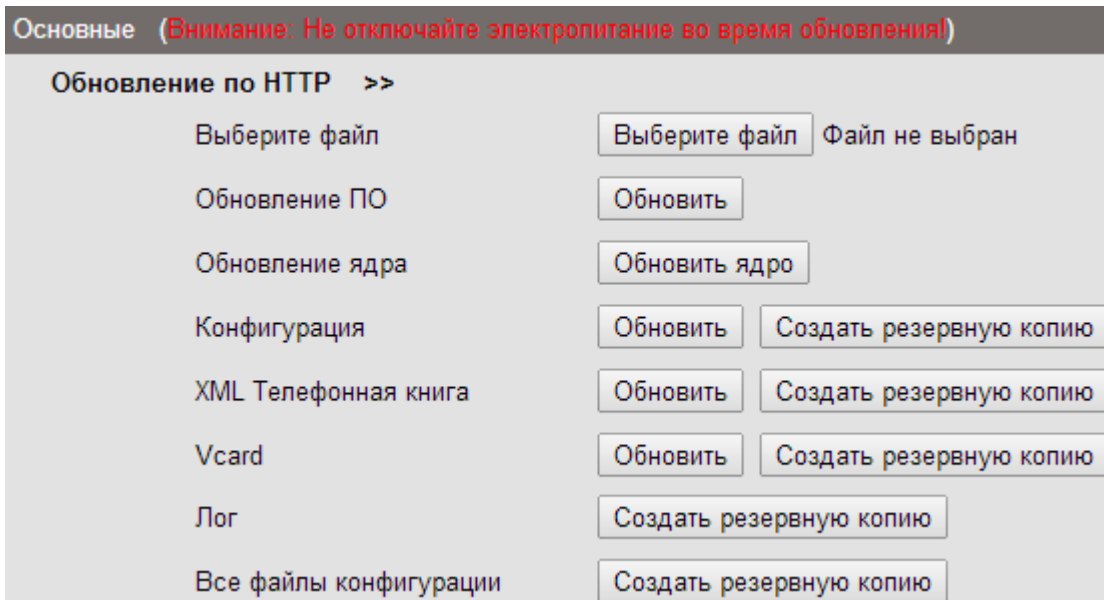 Основные (Внимание: Не отключайте электропитание во время обновления!)
Обновление по HTTP >>
Выберите файл Выберите файл Файл не выбран
Обновление ПО Обновить
Обновление ядра Обновить ядро
Конфигурация Обновить Создать резервную копию
XML Телефонная книга Обновить Создать резервную копию
Vcard Обновить Создать резервную копию
Лог Создать резервную копию
Все файлы конфигурации Создать резервную копию